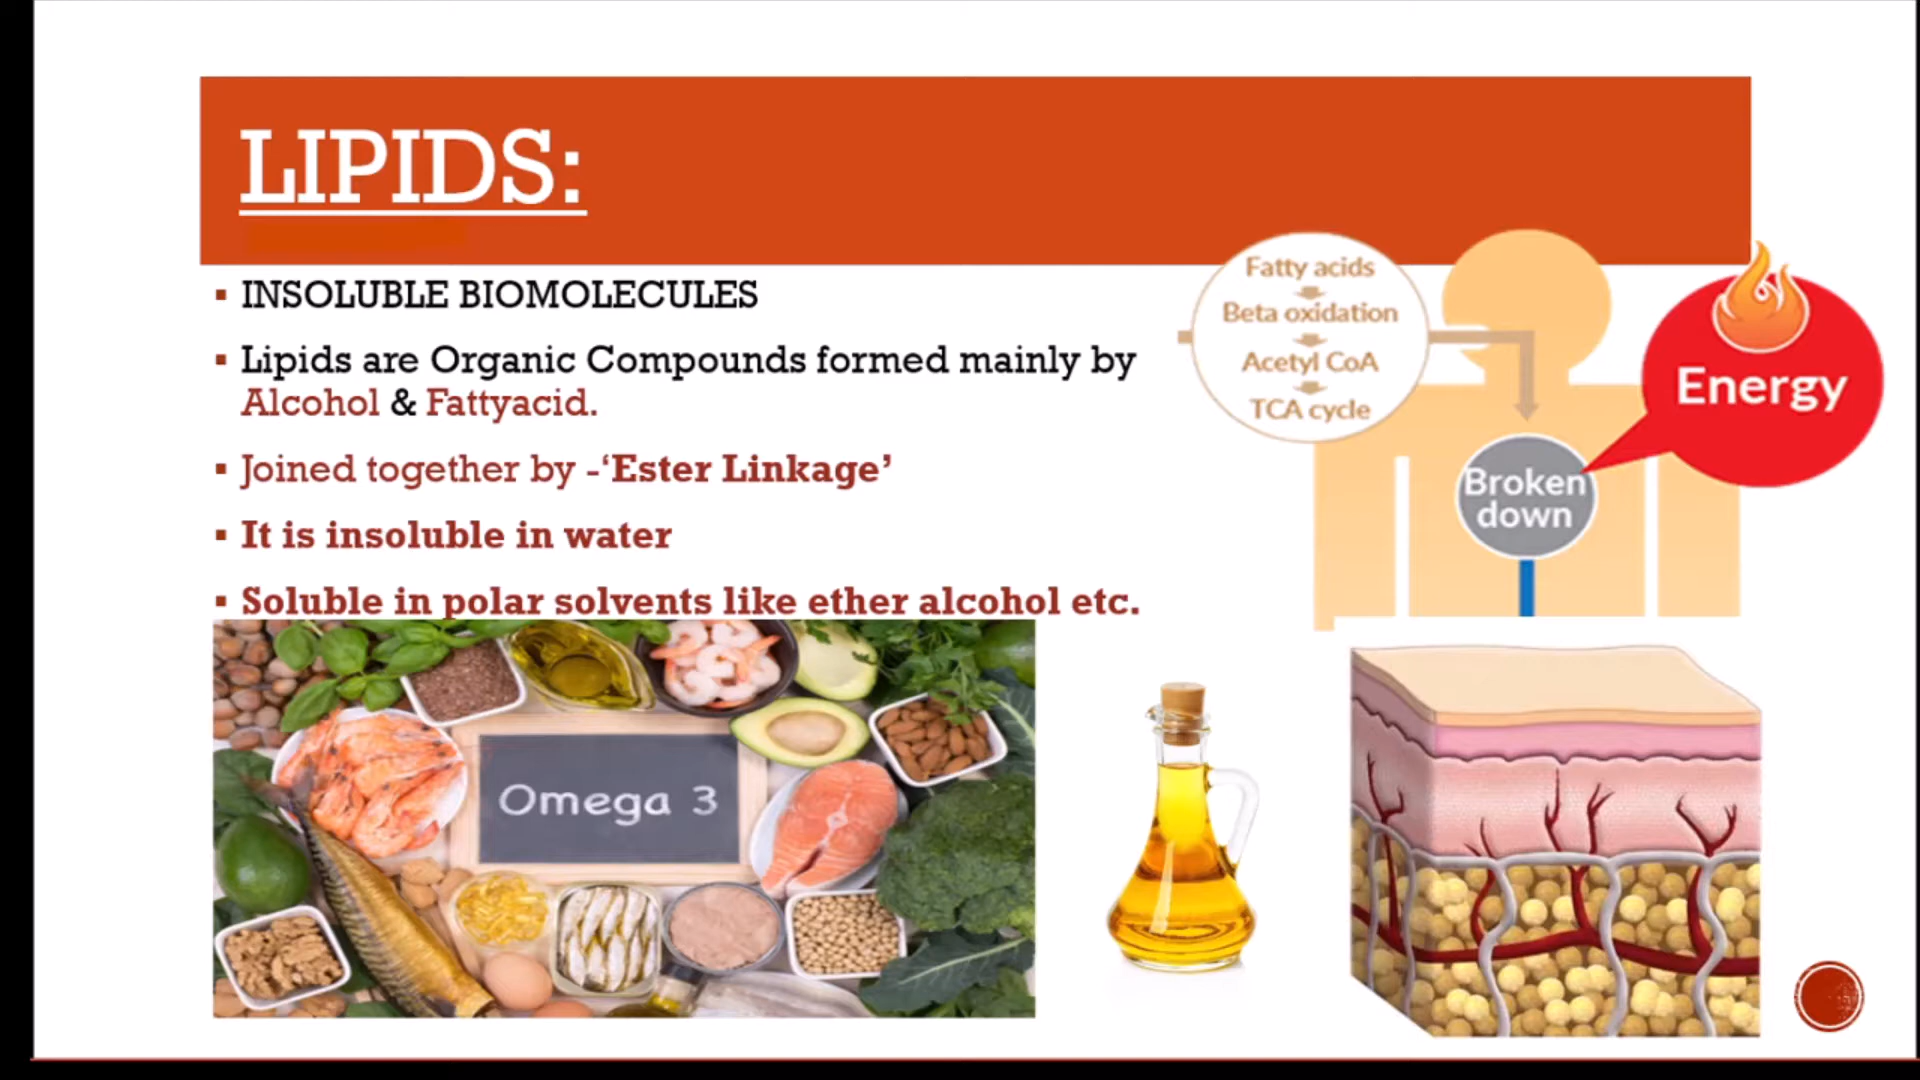 LIPIDS:
▪ INSOLUBLE BIOMOLECULES
▪ Lipids are Organic Compounds formed mainly by
Alcohol & Fattyacid.
▪ Joined together by -‘Ester Linkage’
▪ It is insoluble in water
▪ Soluble in polar solvents like ether alcohol etc.
Fatty acids
Beta oxidation
Acetyl CoA
TCA cycle
Energy
Broken
down
Omega 3